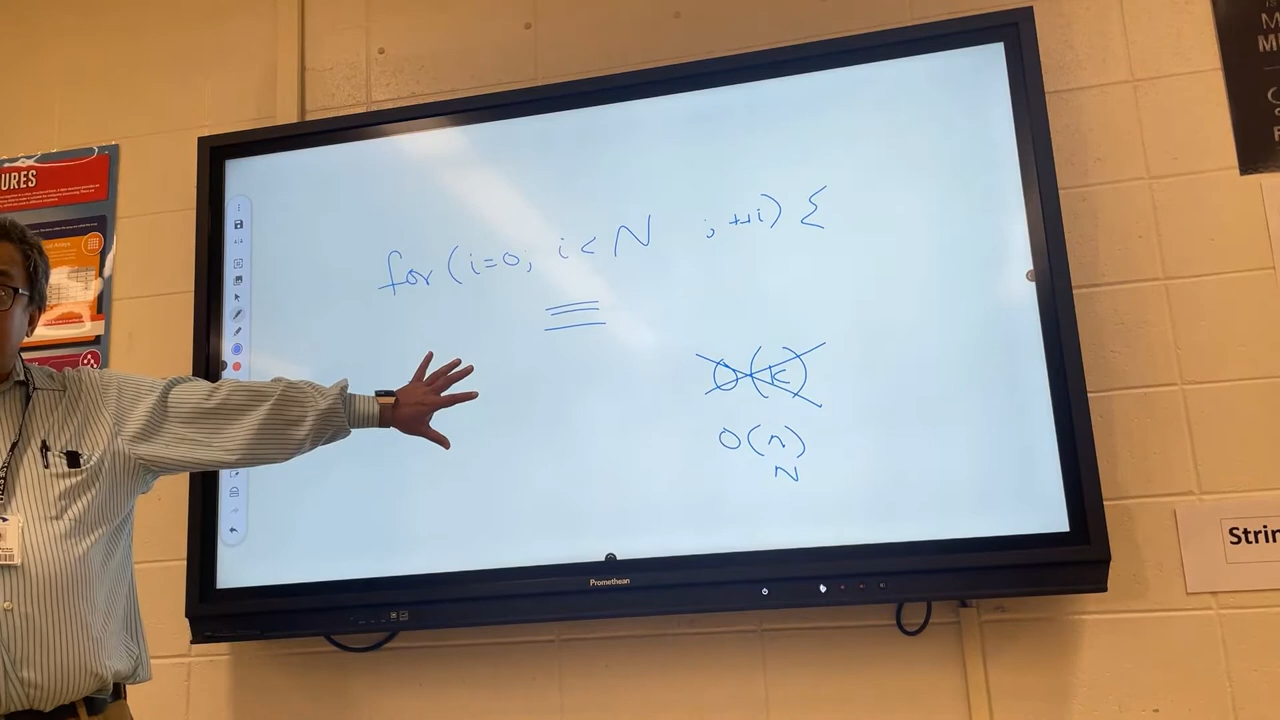 URES
for (i=0; i<N ; ++i) {
O(k)
O(n)
N
Promethean
Strin